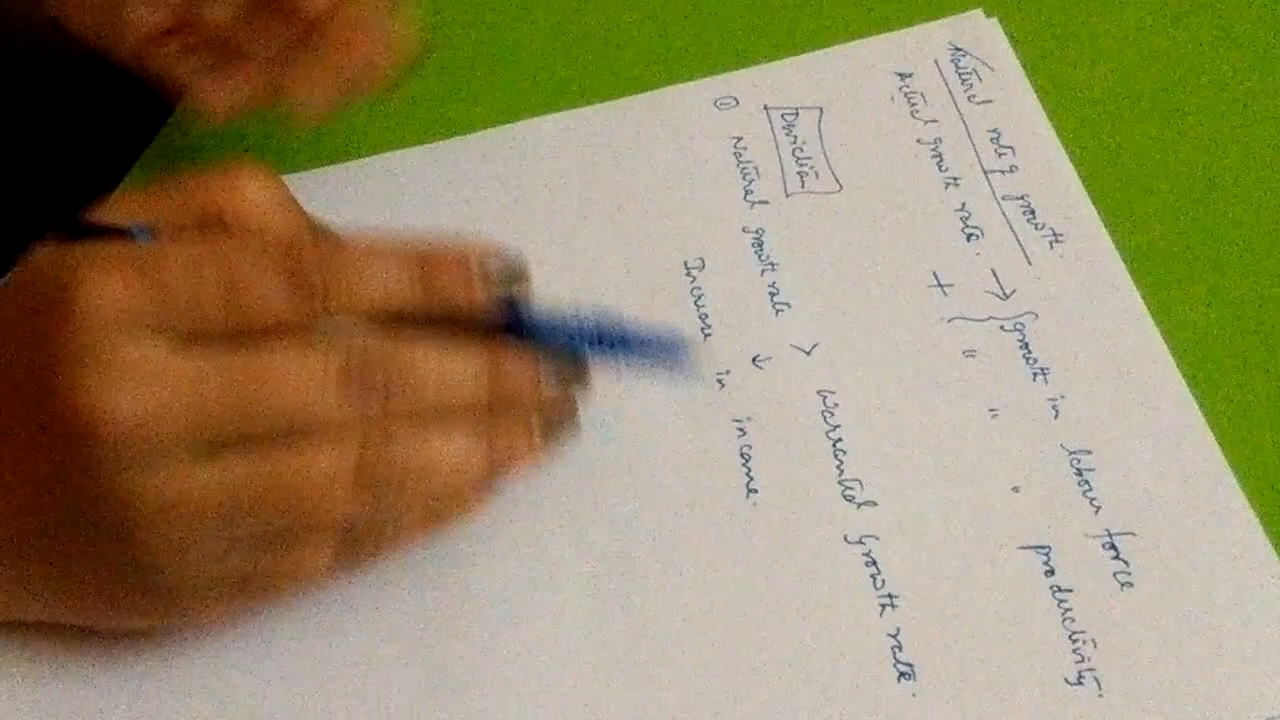 Natural rate of growth
Actual growth rate. → { growth in labour force
+ { " " " productivity.
Deviation
① Natural growth rate > Warranted Growth rate.
↓
Increase in income.